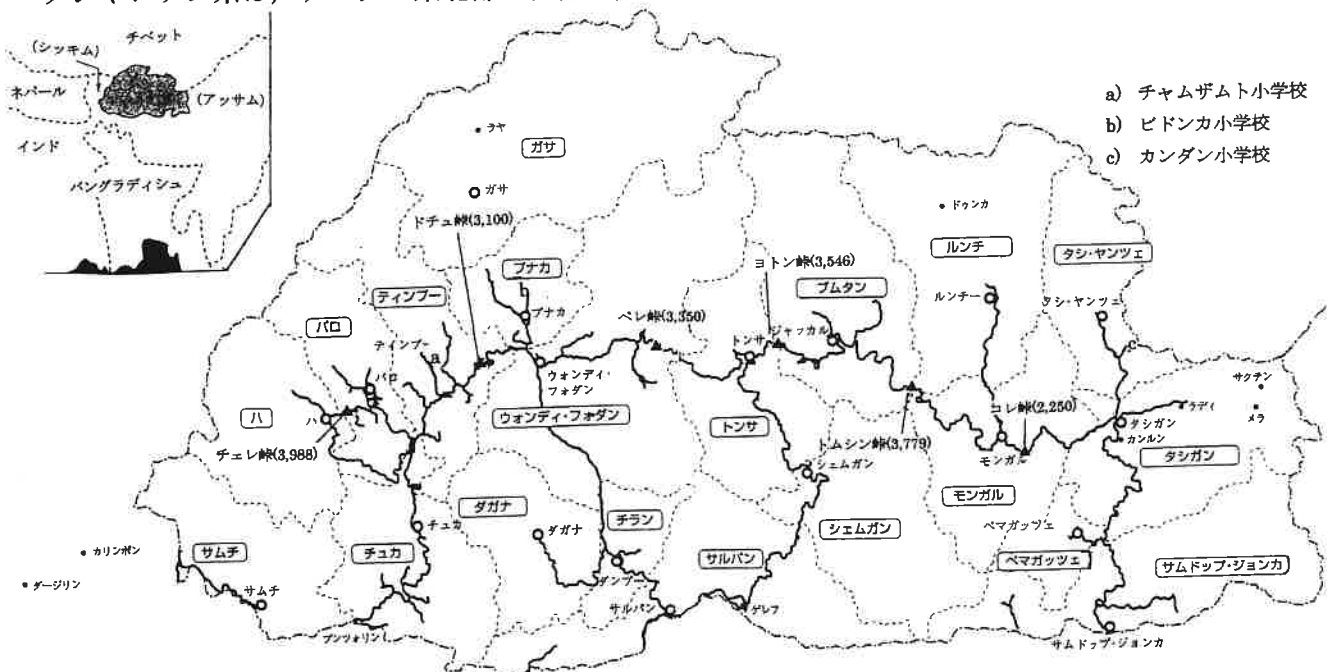 チベット
(シッキム)
ネパール
(アッサム)
インド
バングラディシュ
a) チャムザムト小学校
b) ビドンカ小学校
c) カンダン小学校
ラヤ
ガサ
ガサ
ドチュ峠(3,100)
ドゥンカ
ルンチ
タシ・ヤンツェ
プナカ
b
プナカ
ヨトン峠(3,546)
ブムタン
ルンチー
タシ・ヤンツェ
ティンプー
ペレ峠(3,350)
パロ
ティンプー
a
トンサ
ジャッカル
c
パロ
ウォンディ・フォダン
サクテン
メラ
ラディ
ハ
ハ
ウォンディ・フォダン
トンサ
コレ峠(2,250)
タシガン
カンルン
チェレ峠(3,988)
トムシン峠(3,779)
モンガル
タシガン
シェムガン
ダガナ
モンガル
チュカ
ダガナ
チラン
シェムガン
ペマガッツェ
カリンポン
サムチ
チュカ
サルパン
ペマガッツェ
サムドップ・ジョンカ
ダージリン
サムチ
ダンプー
サルパン
ゲレフ
プンツォリン
サムドップ・ジョンカ